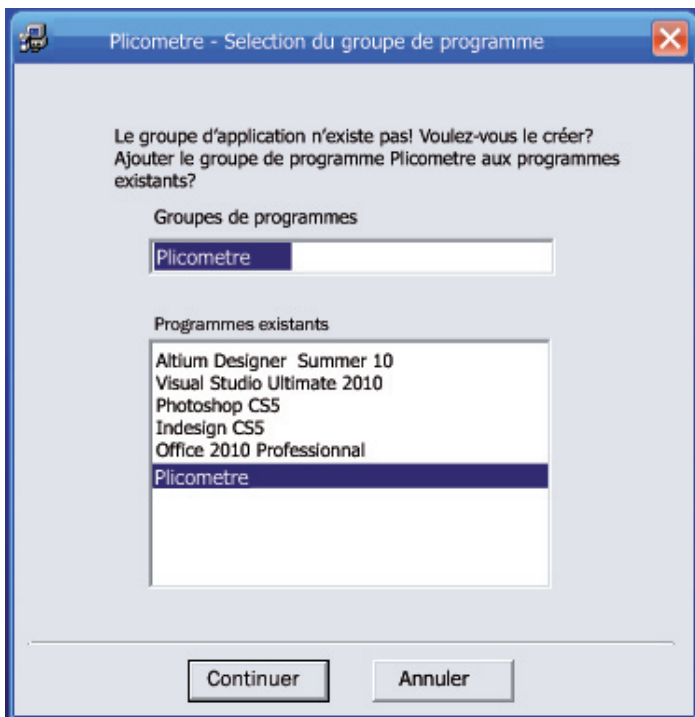 Plicometre - Selection du groupe de programme
Le groupe d'application n'existe pas! Voulez-vous le créer?
Ajouter le groupe de programme Plicometre aux programmes
existants?
Groupes de programmes
Plicometre
Programmes existants
Altium Designer Summer 10
Visual Studio Ultimate 2010
Photoshop CS5
Indesign CS5
Office 2010 Professionnal
Plicometre
Continuer
Annuler